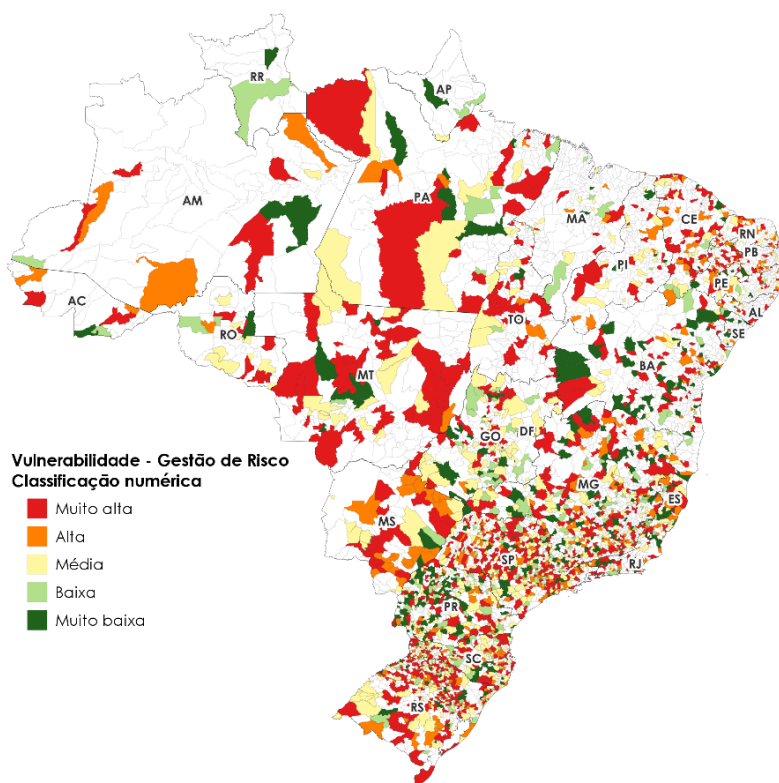 RR
AP
AM
PA
MA
CE
RN
PB
PI
PE
AL
SE
AC
TO
RO
BA
MT
GO
DF
Vulnerabilidade - Gestão de Risco
Classificação numérica
Muito alta
Alta
Média
Baixa
Muito baixa
MG
ES
MS
SP
RJ
PR
SC
RS